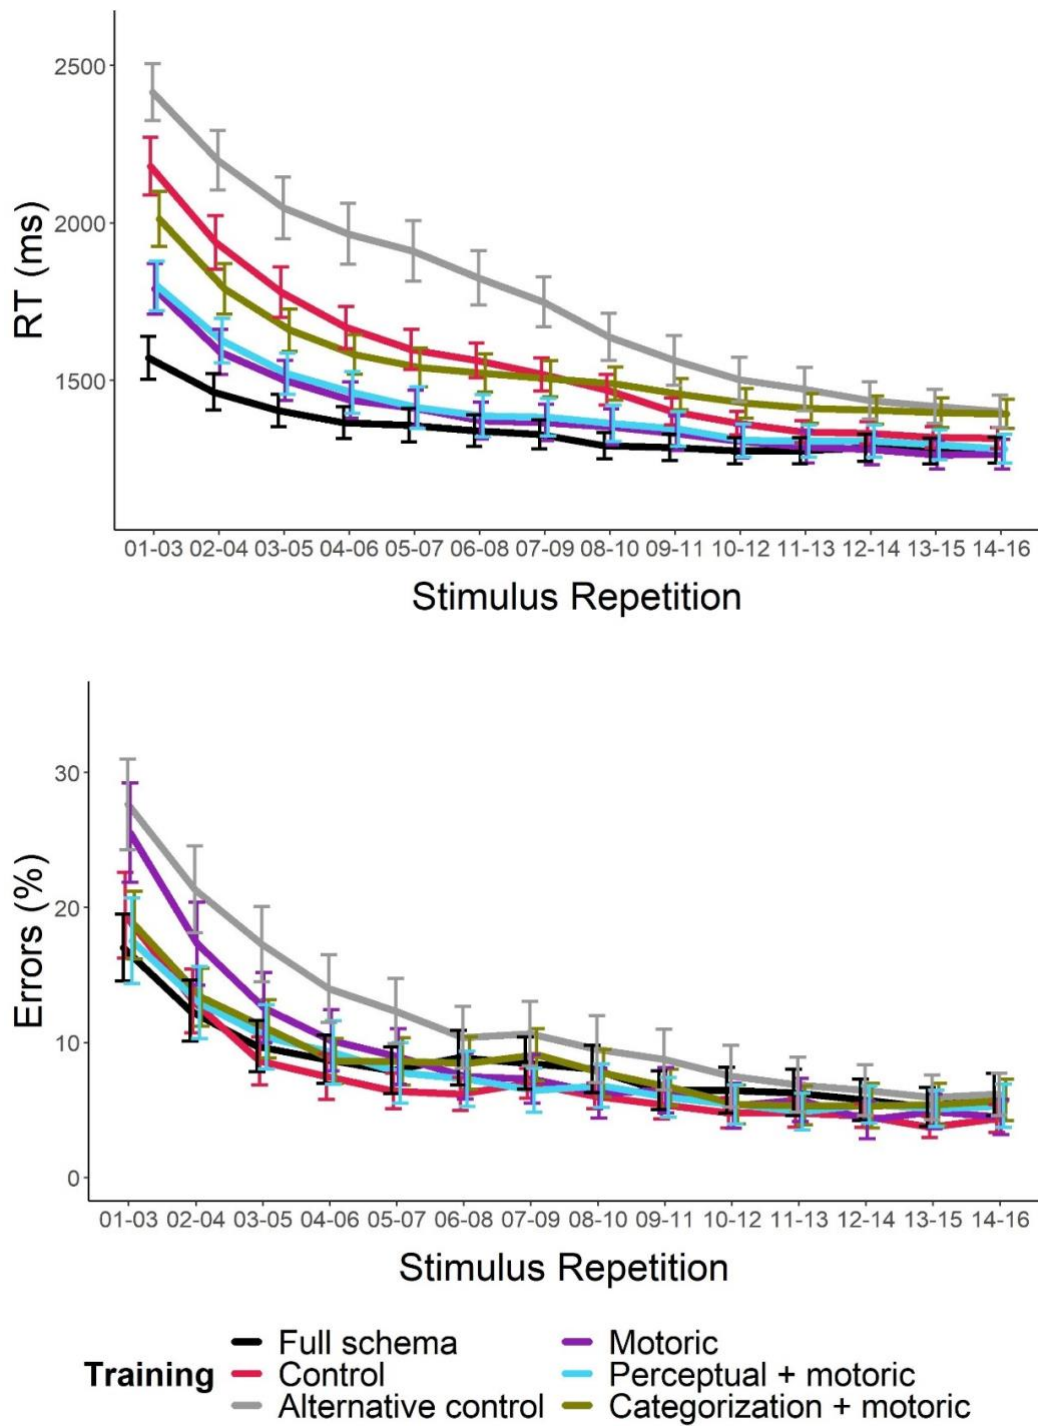 2500
2000
1500
RT (ms)
01-03 02-04 03-05 04-06 05-07 06-08 07-09 08-10 09-11 10-12 11-13 12-14 13-15 14-16
Stimulus Repetition
30
20
10
0
Errors (%)
01-03 02-04 03-05 04-06 05-07 06-08 07-09 08-10 09-11 10-12 11-13 12-14 13-15 14-16
Stimulus Repetition
Training
Full schema
Control
Alternative control
Motoric
Perceptual + motoric
Categorization + motoric